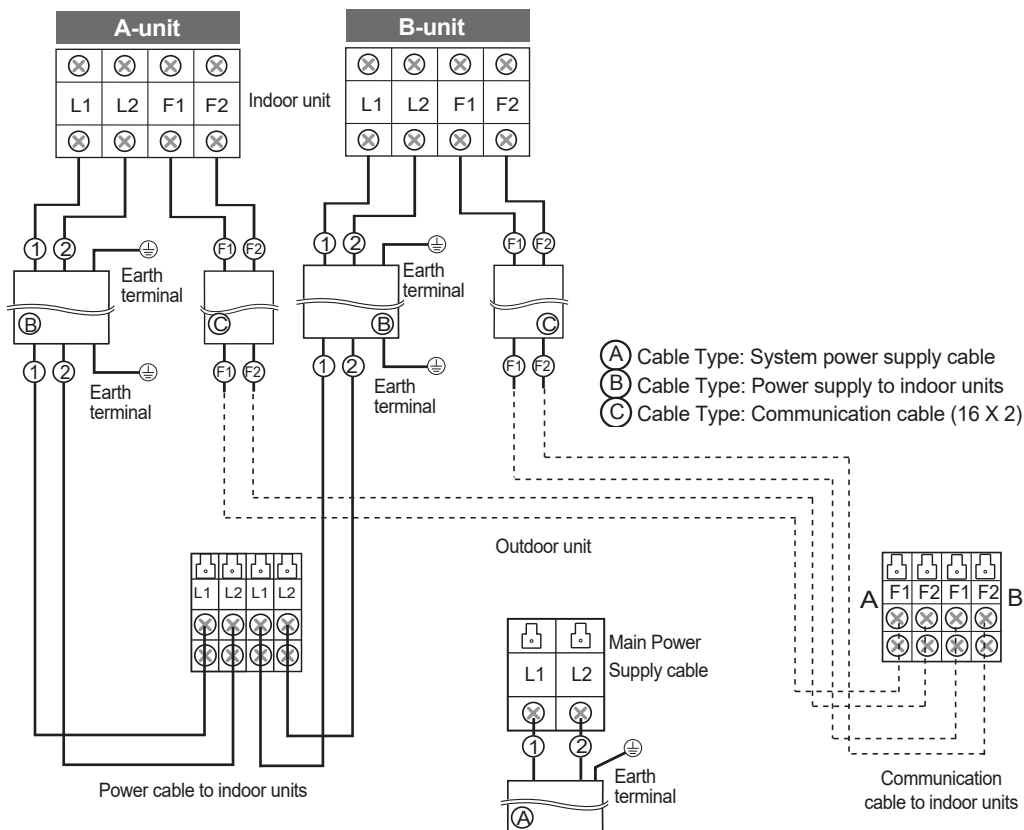 A-unit
B-unit
L1 L2 F1 F2
Indoor unit
L1 L2 F1 F2
1 2
F1 F2
1 2
F1 F2
Earth
terminal
Earth
terminal
B
C
B
C
1 2
F1 F2
1 2
F1 F2
Earth
terminal
Earth
terminal
A Cable Type: System power supply cable
B Cable Type: Power supply to indoor units
C Cable Type: Communication cable (16 X 2)
Outdoor unit
L1 L2 L1 L2
A F1 F2 F1 F2 B
Main Power
Supply cable
L1 L2
1 2
Earth
terminal
A
Power cable to indoor units
Communication
cable to indoor units